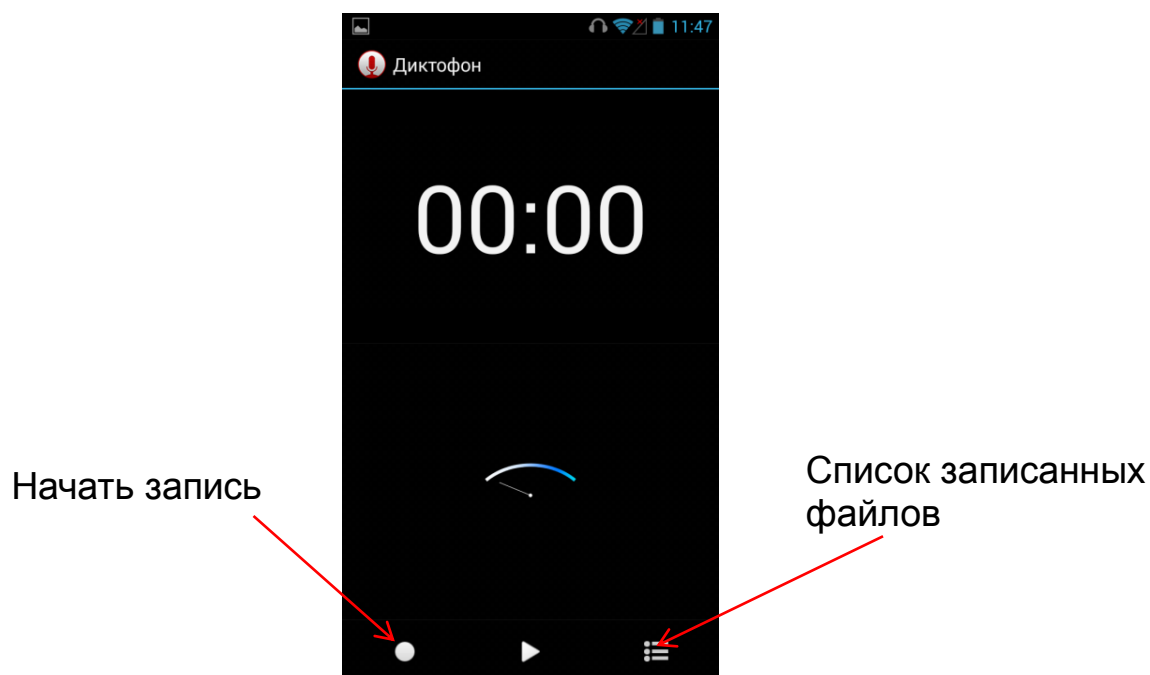 11:47
Диктофон
00:00
Начать запись
Список записанных
файлов